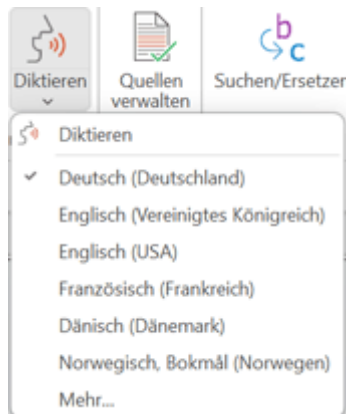 b
c
Diktieren
Quellen
verwalten
Suchen/Ersetzen
Diktieren
Deutsch (Deutschland)
Englisch (Vereinigtes Königreich)
Englisch (USA)
Französisch (Frankreich)
Dänisch (Dänemark)
Norwegisch, Bokmål (Norwegen)
Mehr...